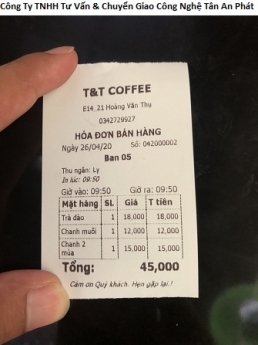 Công Ty TNHH Tư Vấn & Chuyển Giao Công Nghệ Tân An Phát
T&T COFFEE
E14_21 Hoàng Văn Thụ
0342729927
HÓA ĐƠN BÁN HÀNG
Ngày 26/04/20 Số: 042000002
Ban 05
Thu ngân: Ly
In lúc: 09:50
Giờ vào: 09:50 Giờ ra: 09:50
Mặt hàng SL Giá T tiền
Trà đào 1 18,000 18,000
Chanh muối 1 12,000 12,000
Chanh 2 mùa 1 15,000 15,000
Tổng: 45,000
Cảm ơn Quý khách. Hẹn gặp lại.!